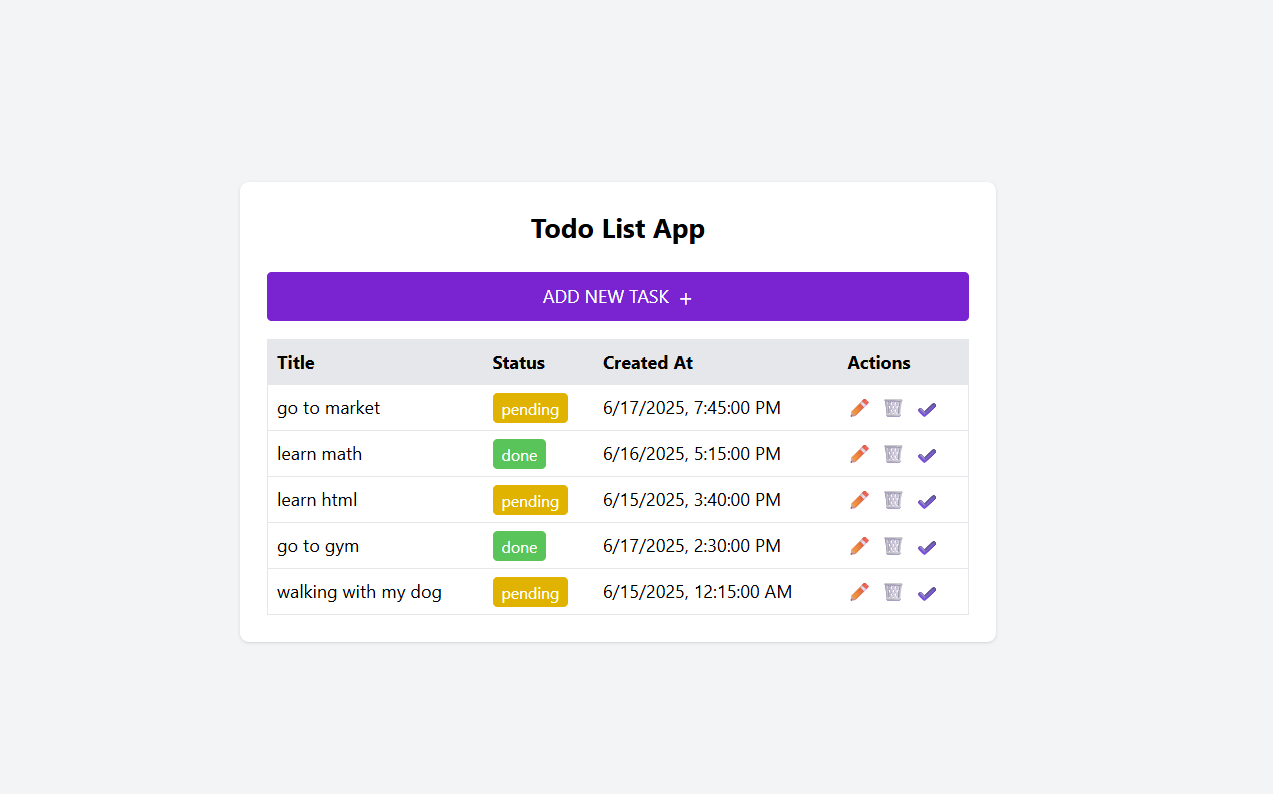 Todo List App
ADD NEW TASK +
Title Status Created At Actions
go to market pending 6/17/2025, 7:45:00 PM
learn math done 6/16/2025, 5:15:00 PM
learn html pending 6/15/2025, 3:40:00 PM
go to gym done 6/17/2025, 2:30:00 PM
walking with my dog pending 6/15/2025, 12:15:00 AM